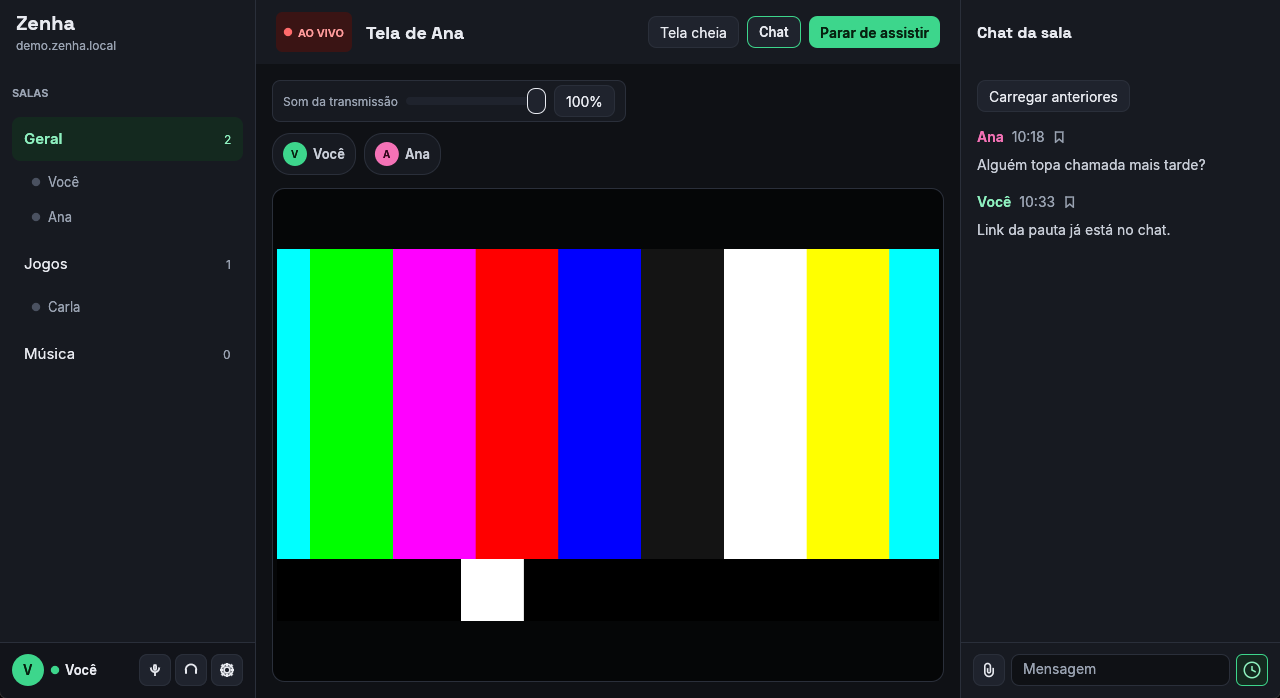 Zenha
demo.zenha.local
SALAS
Geral 2
Você
Ana
Jogos 1
Carla
Música 0
V Você
AO VIVO
Tela de Ana
Tela cheia
Chat
Parar de assistir
Som da transmissão
100%
V Você
A Ana
Chat da sala
Carregar anteriores
Ana 10:18
Alguém topa chamada mais tarde?
Você 10:33
Link da pauta já está no chat.
Mensagem